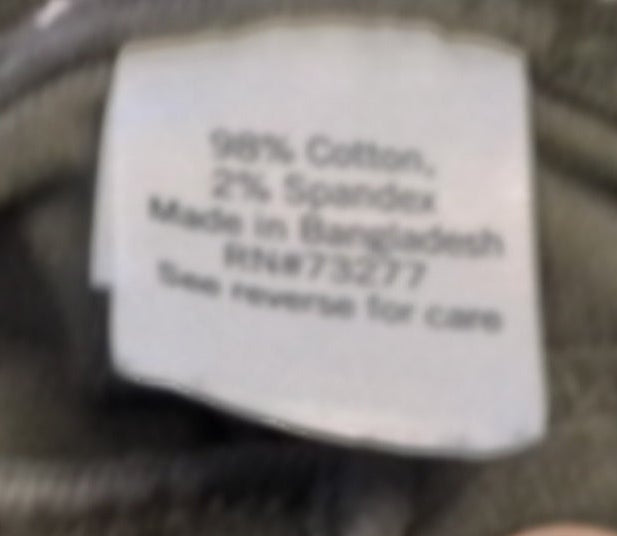 98% Cotton,
2% Spandex
Made in Bangladesh
RN#73277
See reverse for care